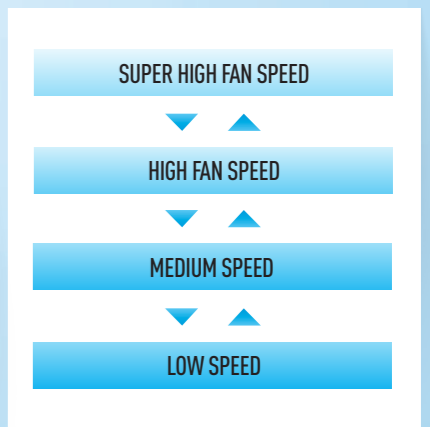 SUPER HIGH FAN SPEED
HIGH FAN SPEED
MEDIUM SPEED
LOW SPEED